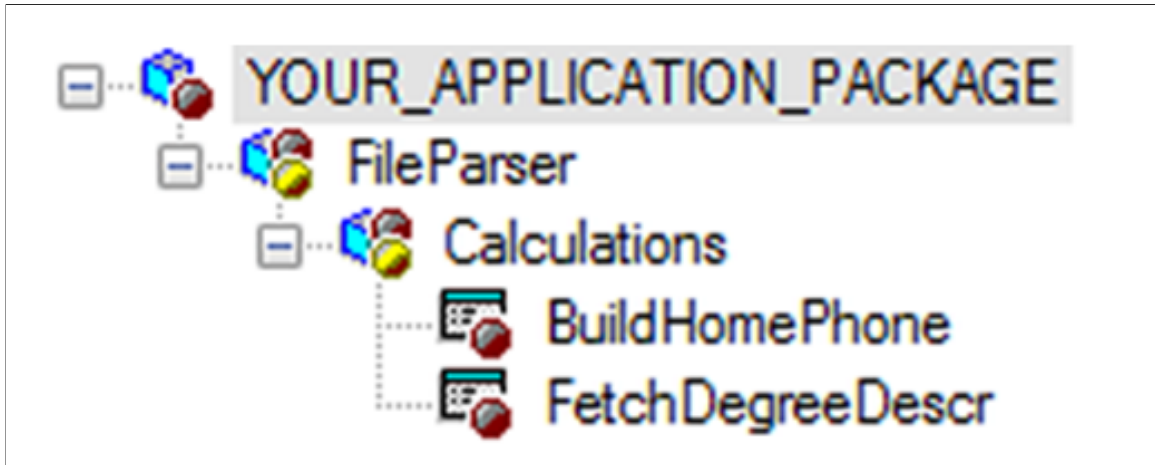 YOUR_APPLICATION_PACKAGE
FileParser
Calculations
BuildHomePhone
FetchDegreeDescr